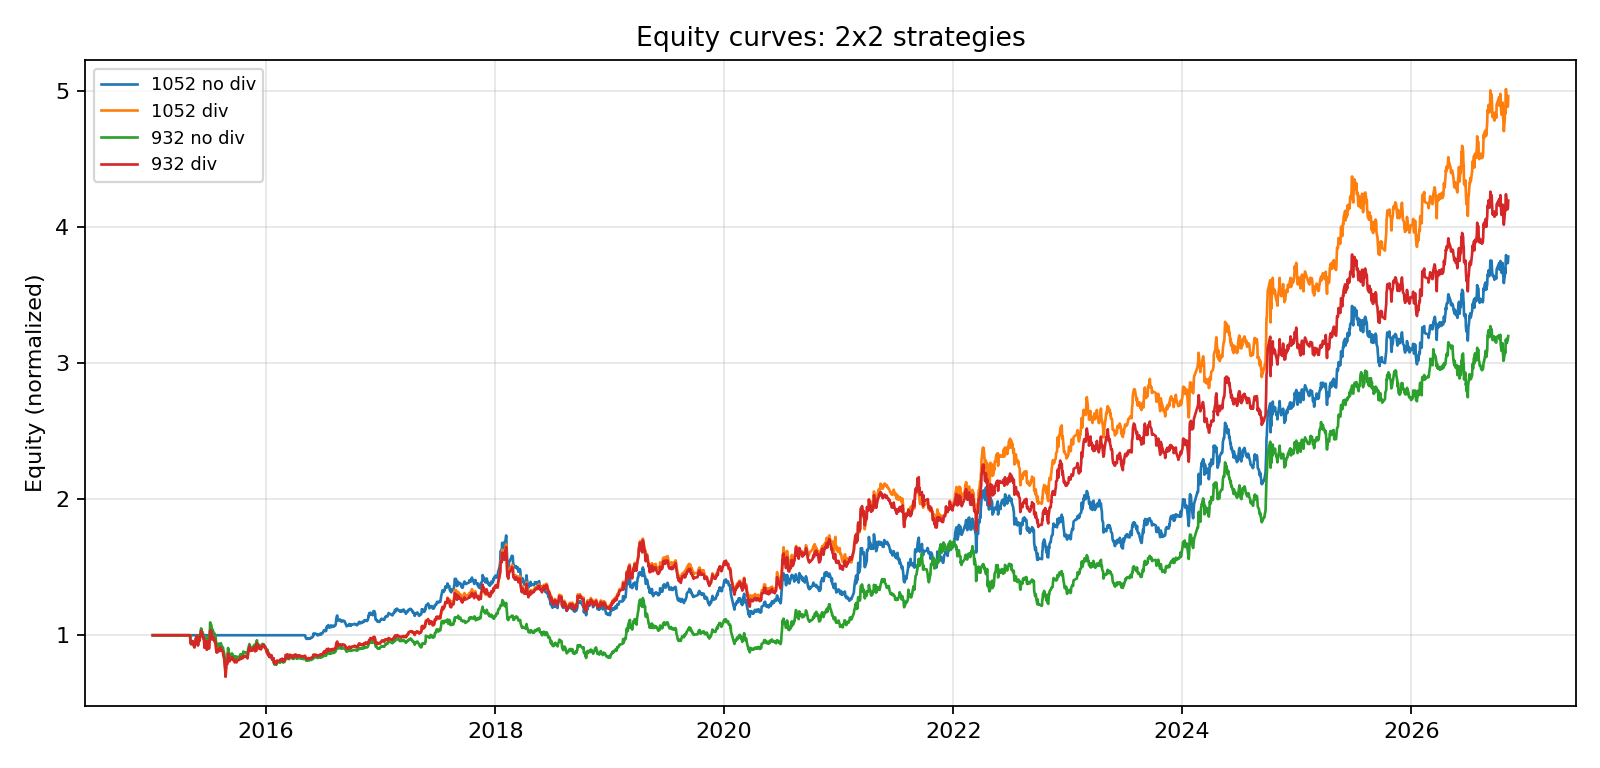 Equity curves: 2x2 strategies
1052 no div
1052 div
932 no div
932 div
Equity (normalized)
5
4
3
2
1
2016 2018 2020 2022 2024 2026